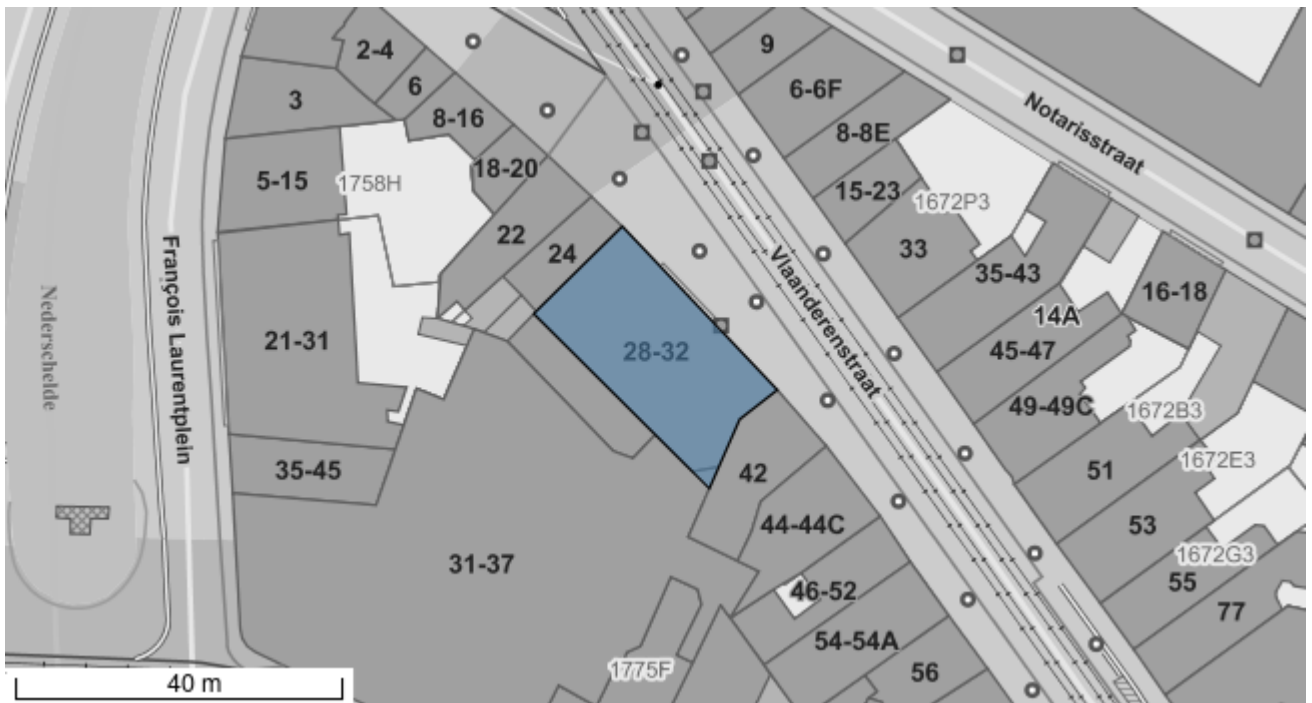 2-4
9
3
6
6-6F
8-16
8-8E
Notarisstraat
5-15
1758H
18-20
15-23
1672P3
22
24
33
35-43
16-18
Nederschelde
François Laurentplein
21-31
28-32
Vlaanderenstraat
14A
45-47
49-49C
1672B3
35-45
42
51
1672E3
44-44C
53
31-37
1672G3
46-52
55
77
54-54A
1775F
56
40 m